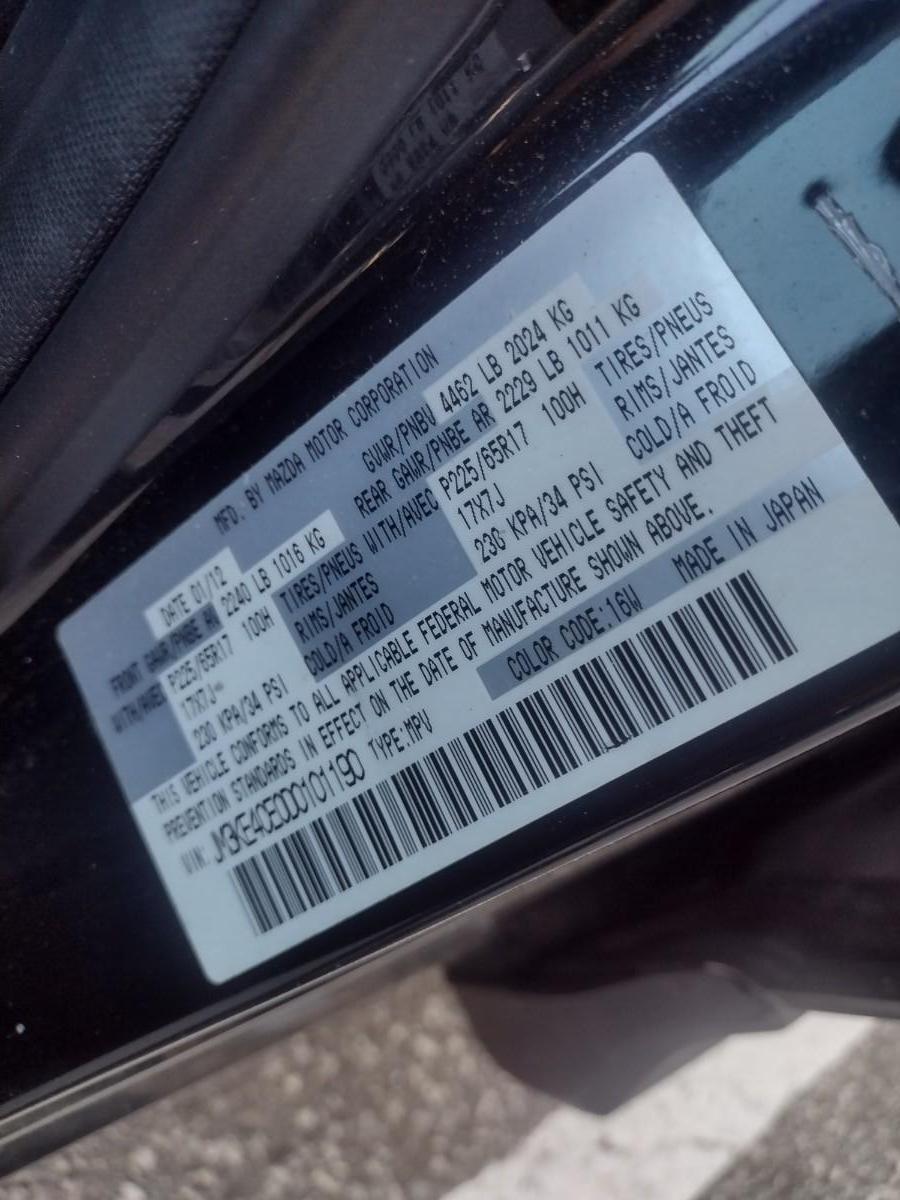 MFD. BY MAZDA MOTOR CORPORATION
DATE 01/12 GVWR/PNBV 4462 LB 2024 KG
FRONT GAWR/PNBE AV 2240 LB 1016 KG REAR GAWR/PNBE AR 2229 LB 1011 KG
WITH/AVEC P225/65R17 100H TIRES/PNEUS WITH/AVEC P225/65R17 100H TIRES/PNEUS
17X7J RIMS/JANTES 17X7J RIMS/JANTES
230 KPA/34 PSI COLD/A FROID 230 KPA/34 PSI COLD/A FROID
THIS VEHICLE CONFORMS TO ALL APPLICABLE FEDERAL MOTOR VEHICLE SAFETY AND THEFT
PREVENTION STANDARDS IN EFFECT ON THE DATE OF MANUFACTURE SHOWN ABOVE.
VIN: JM3KE4CE0D0101190 TYPE:MPV COLOR CODE:16W MADE IN JAPAN